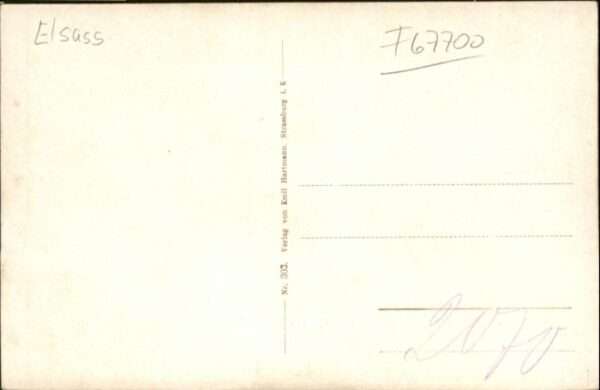 Elsass
F67700
Nr. 302. Verlag von Emil Hartmann, Strassburg i. E
2070